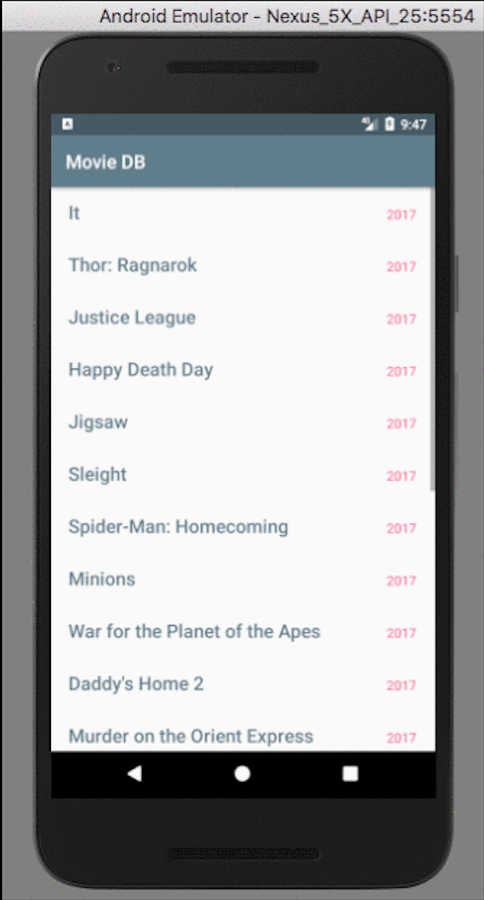 Android Emulator - Nexus_5X_API_25:5554
A 4G 9:47
Movie DB
It 2017
Thor: Ragnarok 2017
Justice League 2017
Happy Death Day 2017
Jigsaw 2017
Sleight 2017
Spider-Man: Homecoming 2017
Minions 2017
War for the Planet of the Apes 2017
Daddy's Home 2 2017
Murder on the Orient Express 2017